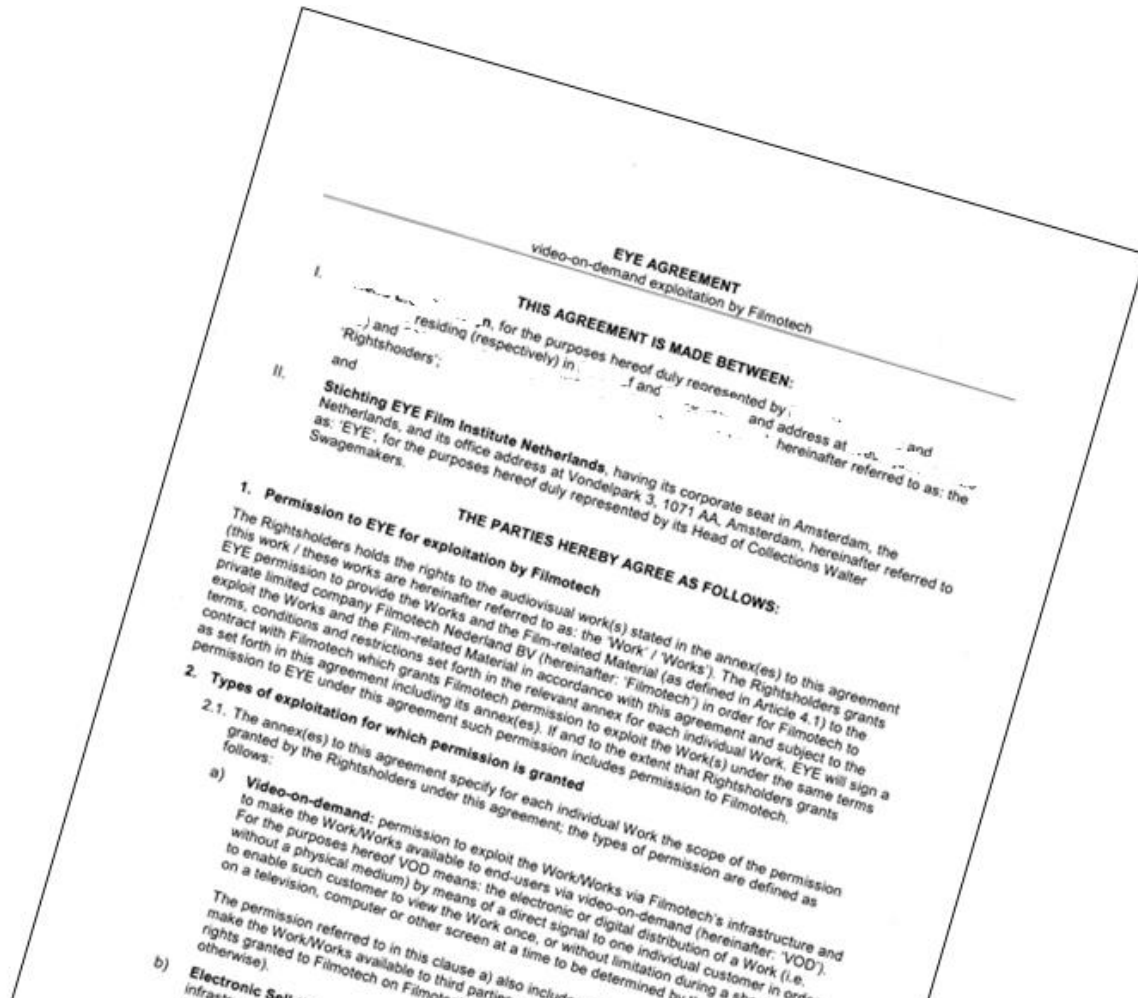 EYE AGREEMENT
video-on-demand exploitation by Filmotech
THIS AGREEMENT IS MADE BETWEEN:
I.
n, for the purposes hereof duly represented by
and
) and residing (respectively) in f and and address at and
'Rightsholders'; hereinafter referred to as: the
and
II. Stichting EYE Film Institute Netherlands, having its corporate seat in Amsterdam, the
Netherlands, and its office address at Vondelpark 3, 1071 AA, Amsterdam, hereinafter referred to
as: 'EYE', for the purposes hereof duly represented by its Head of Collections Walter
Swagemakers.
THE PARTIES HEREBY AGREE AS FOLLOWS:
1. Permission to EYE for exploitation by Filmotech
The Rightsholders holds the rights to the audiovisual work(s) stated in the annex(es) to this agreement
(this work / these works are hereinafter referred to as: the 'Work' / 'Works'). The Rightsholders grants
EYE permission to provide the Works and the Film-related Material (as defined in Article 4.1) to the
private limited company Filmotech Nederland BV (hereinafter: 'Filmotech') in order for Filmotech to
exploit the Works and the Film-related Material in accordance with this agreement and subject to the
terms, conditions and restrictions set forth in the relevant annex for each individual Work. EYE will sign a
contract with Filmotech which grants Filmotech permission to exploit the Work(s) under the same terms
as set forth in this agreement including its annex(es). If and to the extent that Rightsholders grants
permission to EYE under this agreement such permission includes permission to Filmotech.
2. Types of exploitation for which permission is granted
2.1. The annex(es) to this agreement specify for each individual Work the scope of the permission
granted by the Rightsholders under this agreement; the types of permission are defined as
follows:
a) Video-on-demand: permission to exploit the Work/Works via Filmotech's infrastructure and
to make the Work/Works available to end-users via video-on-demand (hereinafter: 'VOD').
For the purposes hereof VOD means: the electronic or digital distribution of a Work (i.e.
without a physical medium) by means of a direct signal to one individual customer in order
to enable such customer to view the Work once, or without limitation during a
on a television, computer or other screen at a time to be determined by
The permission referred to in this clause a) also
make the Work/Works available to third parties
rights granted to Filmotech on
otherwise).
b) Electronic